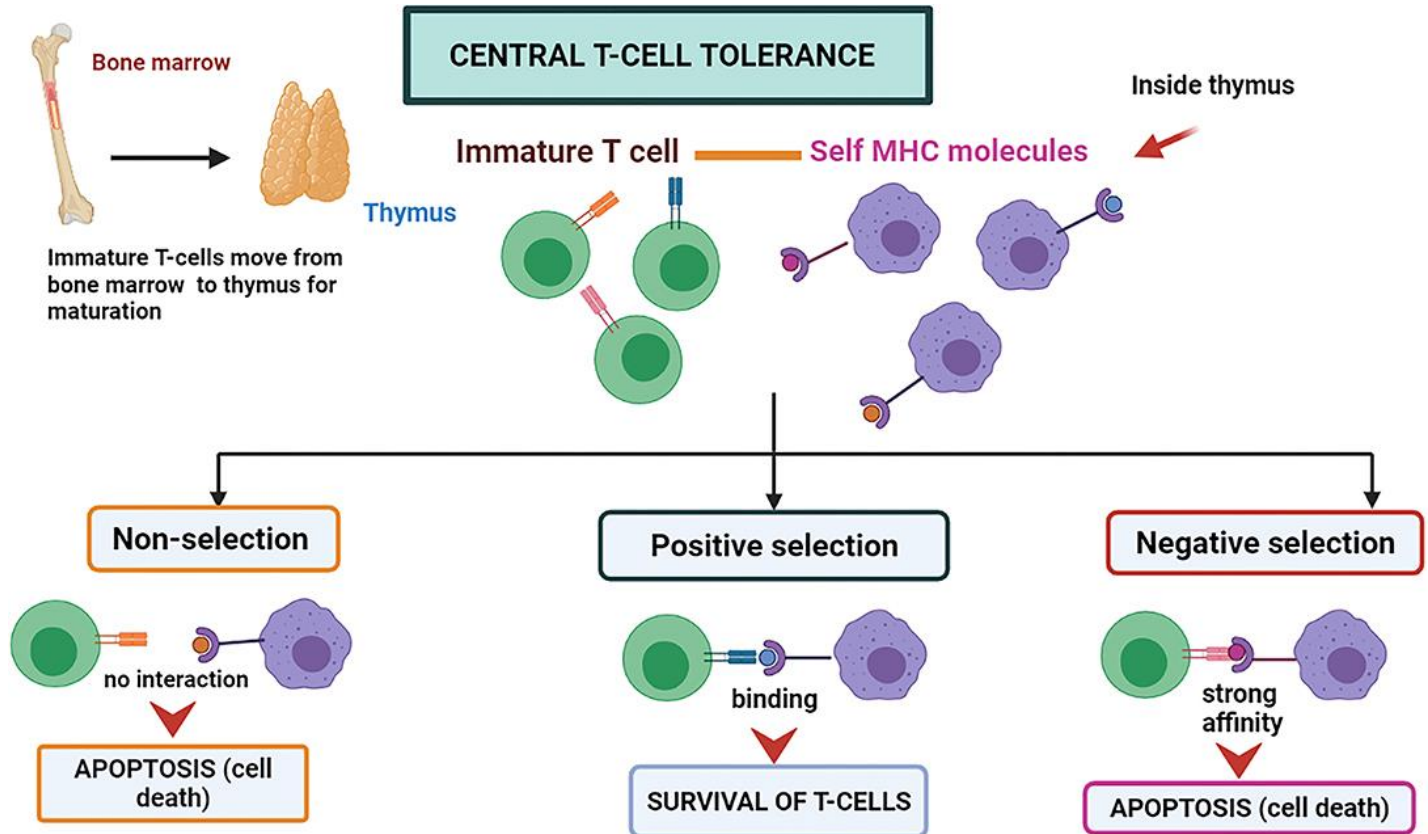 Bone marrow
CENTRAL T-CELL TOLERANCE
Inside thymus
Immature T cell
Self MHC molecules
Thymus
Immature T-cells move from
bone marrow to thymus for
maturation
Non-selection
Positive selection
Negative selection
no interaction
binding
strong
affinity
APOPTOSIS (cell
death)
SURVIVAL OF T-CELLS
APOPTOSIS (cell death)